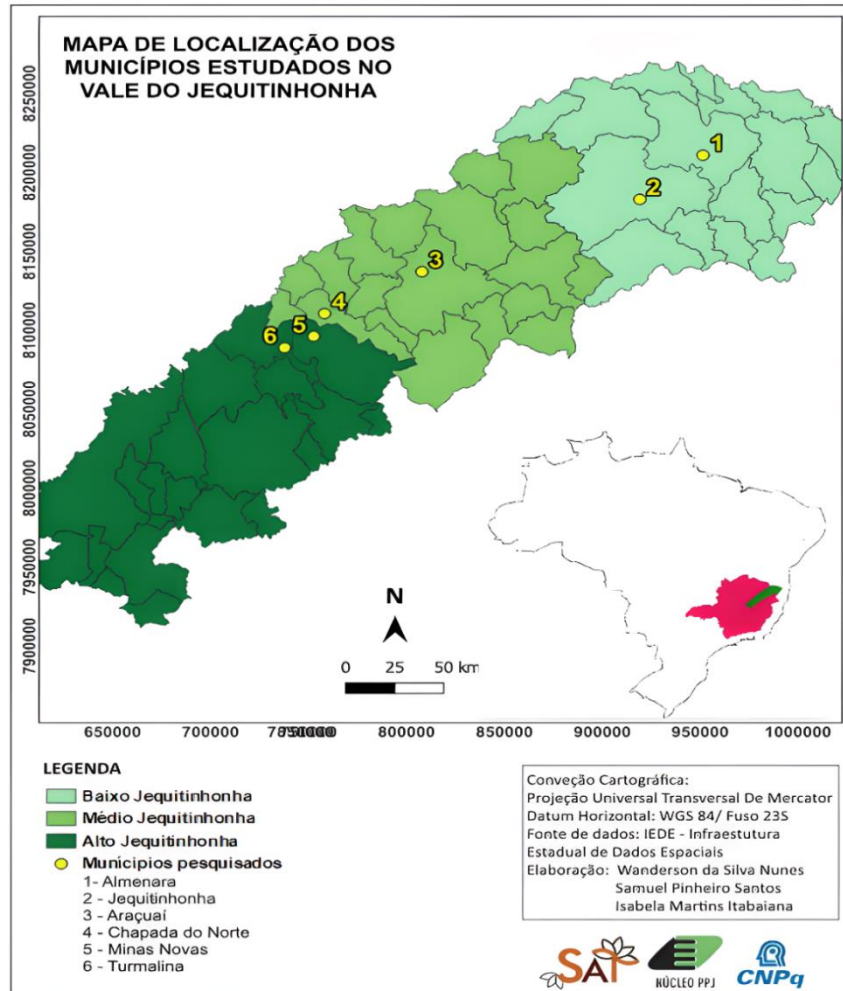 MAPA DE LOCALIZAÇÃO DOS
MUNICÍPIOS ESTUDADOS NO
VALE DO JEQUITINHONHA
8250000
8200000
8150000
8100000
8050000
8000000
7950000
7900000
1
2
3
4
5
6
N
0 25 50 km
650000 700000 750000 800000 850000 900000 950000 1000000
LEGENDA
Baixo Jequitinhonha
Médio Jequitinhonha
Alto Jequitinhonha
Munícipios pesquisados
1- Almenara
2 - Jequitinhonha
3 - Araçuaí
4 - Chapada do Norte
5 - Minas Novas
6 - Turmalina
Conveção Cartográfica:
Projeção Universal Transversal De Mercator
Datum Horizontal: WGS 84/ Fuso 23S
Fonte de dados: IEDE - Infraestutura
Estadual de Dados Espaciais
Elaboração: Wanderson da Silva Nunes
Samuel Pinheiro Santos
Isabela Martins Itabaiana
SAT
NÚCLEO PPJ
CNPq